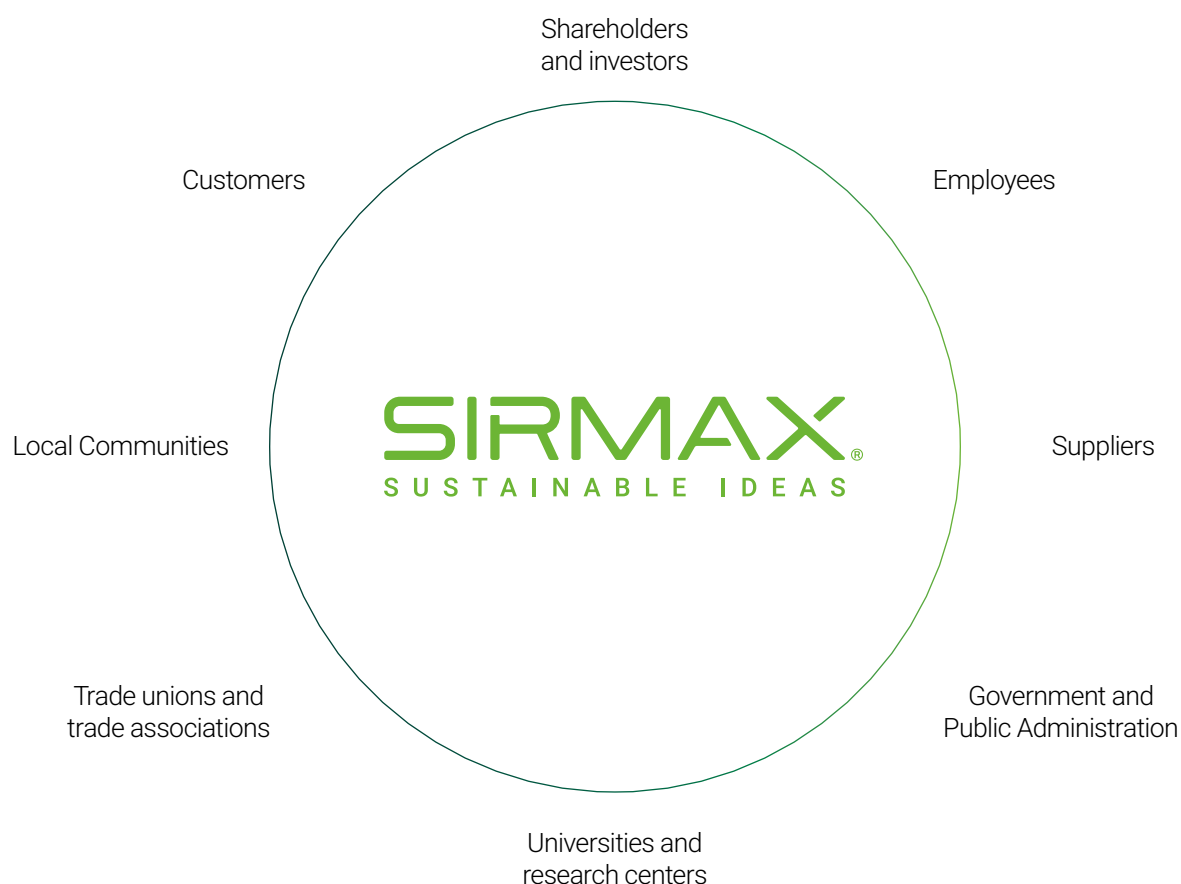 Shareholders
and investors
Customers
Employees
SIRMAX®
SUSTAINABLE IDEAS
Local Communities
Suppliers
Trade unions and
trade associations
Government and
Public Administration
Universities and
research centers